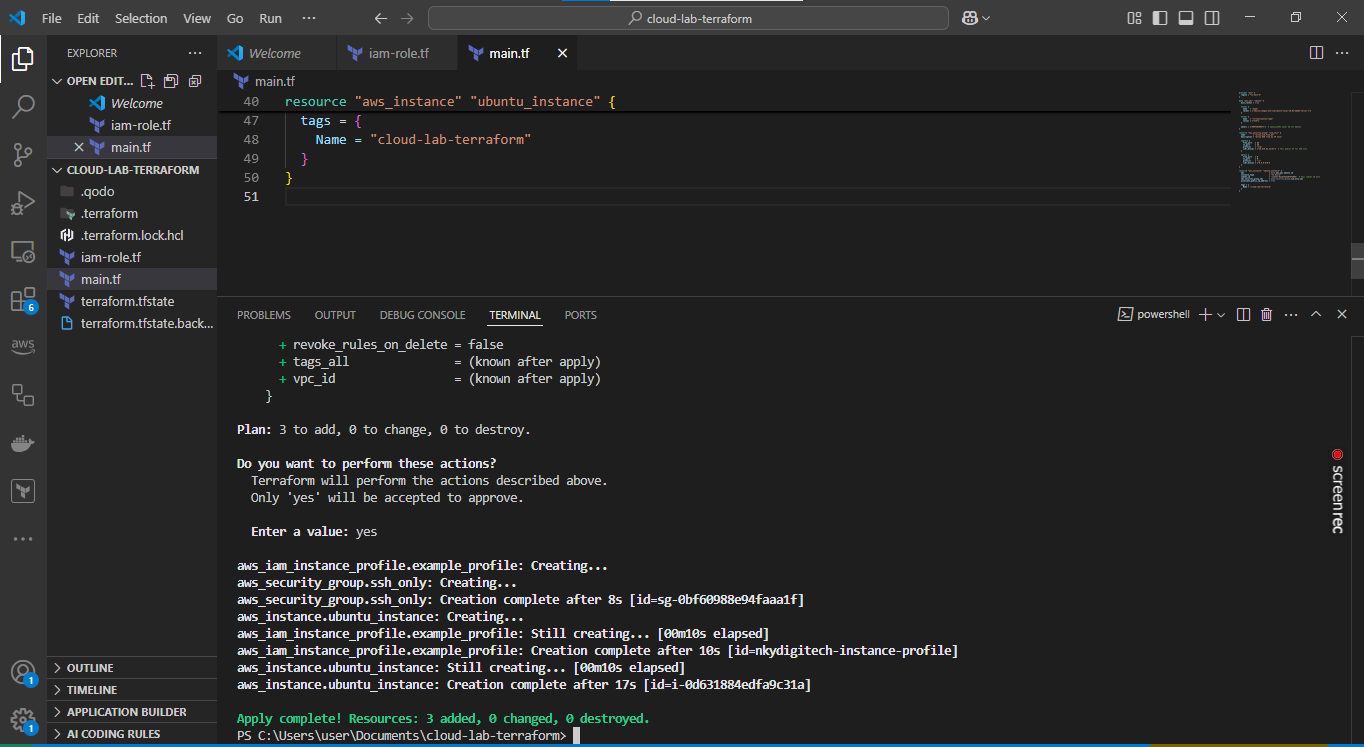 File Edit Selection View Go Run ··· cloud-lab-terraform
EXPLORER ···
OPEN EDIT...
Welcome
iam-role.tf
main.tf
CLOUD-LAB-TERRAFORM
.qodo
.terraform
.terraform.lock.hcl
iam-role.tf
main.tf
terraform.tfstate
terraform.tfstate.back...
OUTLINE
TIMELINE
APPLICATION BUILDER
AI CODING RULES
6
aws
1
1
Welcome iam-role.tf main.tf
main.tf
40 resource "aws_instance" "ubuntu_instance" {
47 tags = {
48 Name = "cloud-lab-terraform"
49 }
50 }
51
PROBLEMS OUTPUT DEBUG CONSOLE TERMINAL PORTS powershell
+ revoke_rules_on_delete = false
+ tags_all = (known after apply)
+ vpc_id = (known after apply)
}
Plan: 3 to add, 0 to change, 0 to destroy.
Do you want to perform these actions?
Terraform will perform the actions described above.
Only 'yes' will be accepted to approve.
Enter a value: yes
aws_iam_instance_profile.example_profile: Creating...
aws_security_group.ssh_only: Creating...
aws_security_group.ssh_only: Creation complete after 8s [id=sg-0bf60988e94faaa1f]
aws_instance.ubuntu_instance: Creating...
aws_iam_instance_profile.example_profile: Still creating... [00m10s elapsed]
aws_iam_instance_profile.example_profile: Creation complete after 10s [id=nkydigitech-instance-profile]
aws_instance.ubuntu_instance: Still creating... [00m10s elapsed]
aws_instance.ubuntu_instance: Creation complete after 17s [id=i-0d631884edfa9c31a]
Apply complete! Resources: 3 added, 0 changed, 0 destroyed.
PS C:\Users\user\Documents\cloud-lab-terraform>
screenrec